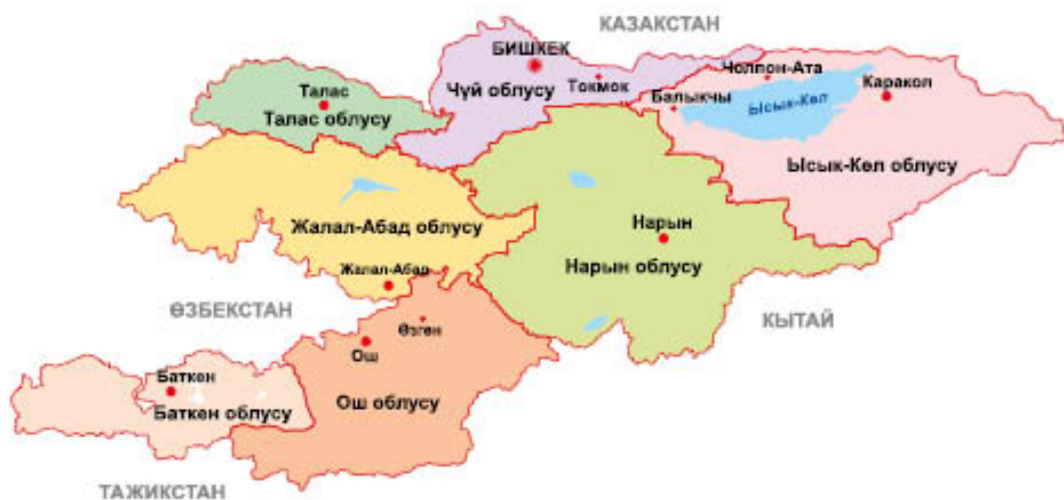 КАЗАКСТАН
БИШКЕК
Чүй облусу
Токмок
Чолпон-Ата
Балыкчы
Ысык-Көл
Каракол
Ысык-Көл облусу
Талас
Талас облусу
Жалал-Абад облусу
Жалал-Абад
Нарын
Нарын облусу
ӨЗБЕКСТАН
КЫТАЙ
Өзгөн
Ош
Ош облусу
Баткен
Баткен облусу
ТАЖИКСТАН